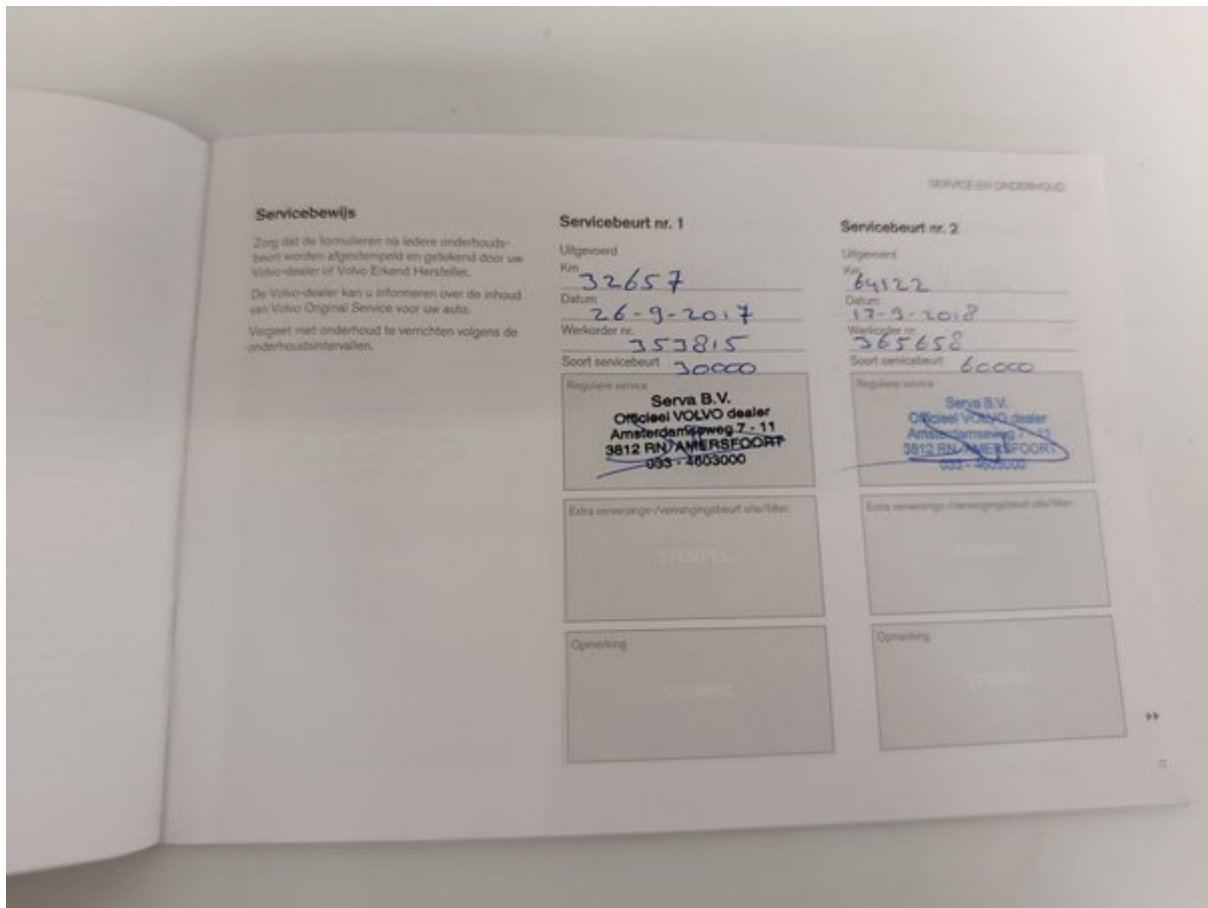 SERVICE EN ONDERHOUD
Servicebewijs
Zorg dat de formulieren na iedere onderhouds-
beurt worden afgestempeld en getekend door uw
Volvo-dealer of Volvo Erkend Hersteller.
De Volvo-dealer kan u informeren over de inhoud
van Volvo Original Service voor uw auto.
Vergeet niet onderhoud te verrichten volgens de
onderhoudsintervallen.
Servicebeurt nr. 1
Uitgevoerd
Km 32657
Datum 26-9-2017
Werkorder nr. 353815
Soort servicebeurt 30000
Reguliere service
Serva B.V.
Officieel VOLVO dealer
Amsterdamseweg 7 - 11
3812 RN AMERSFOORT
033 - 4603000
Extra verversings-/vervangingsbeurt olie/filter:
STEMPEL
Opmerking
STEMPEL
Servicebeurt nr. 2
Uitgevoerd
Km 64122
Datum 17-9-2018
Werkorder nr. 365658
Soort servicebeurt 60000
Reguliere service
Serva B.V.
Officieel VOLVO dealer
Amsterdamseweg 7 - 11
3812 RN AMERSFOORT
033 - 4603000
Extra verversings-/vervangingsbeurt olie/filter:
STEMPEL
Opmerking
STEMPEL